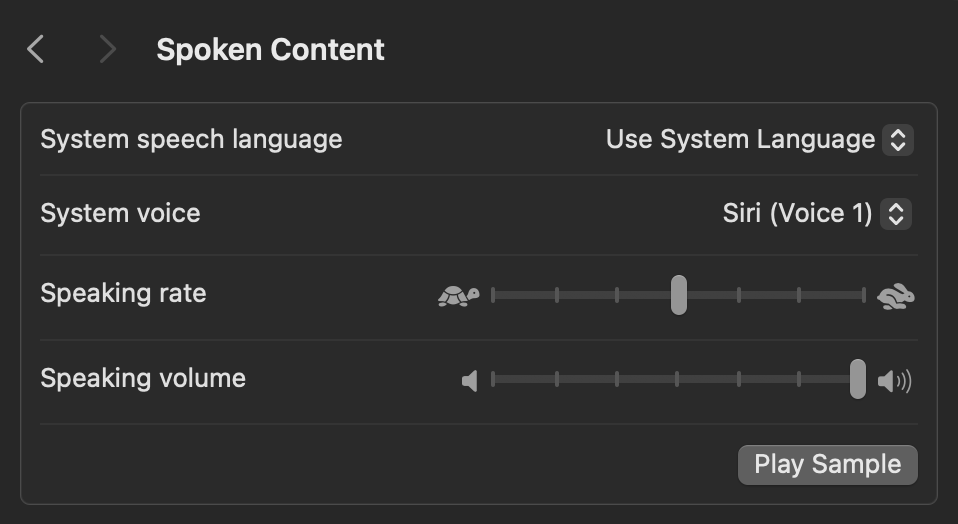 Spoken Content
System speech language Use System Language
System voice Siri (Voice 1)
Speaking rate
Speaking volume
Play Sample